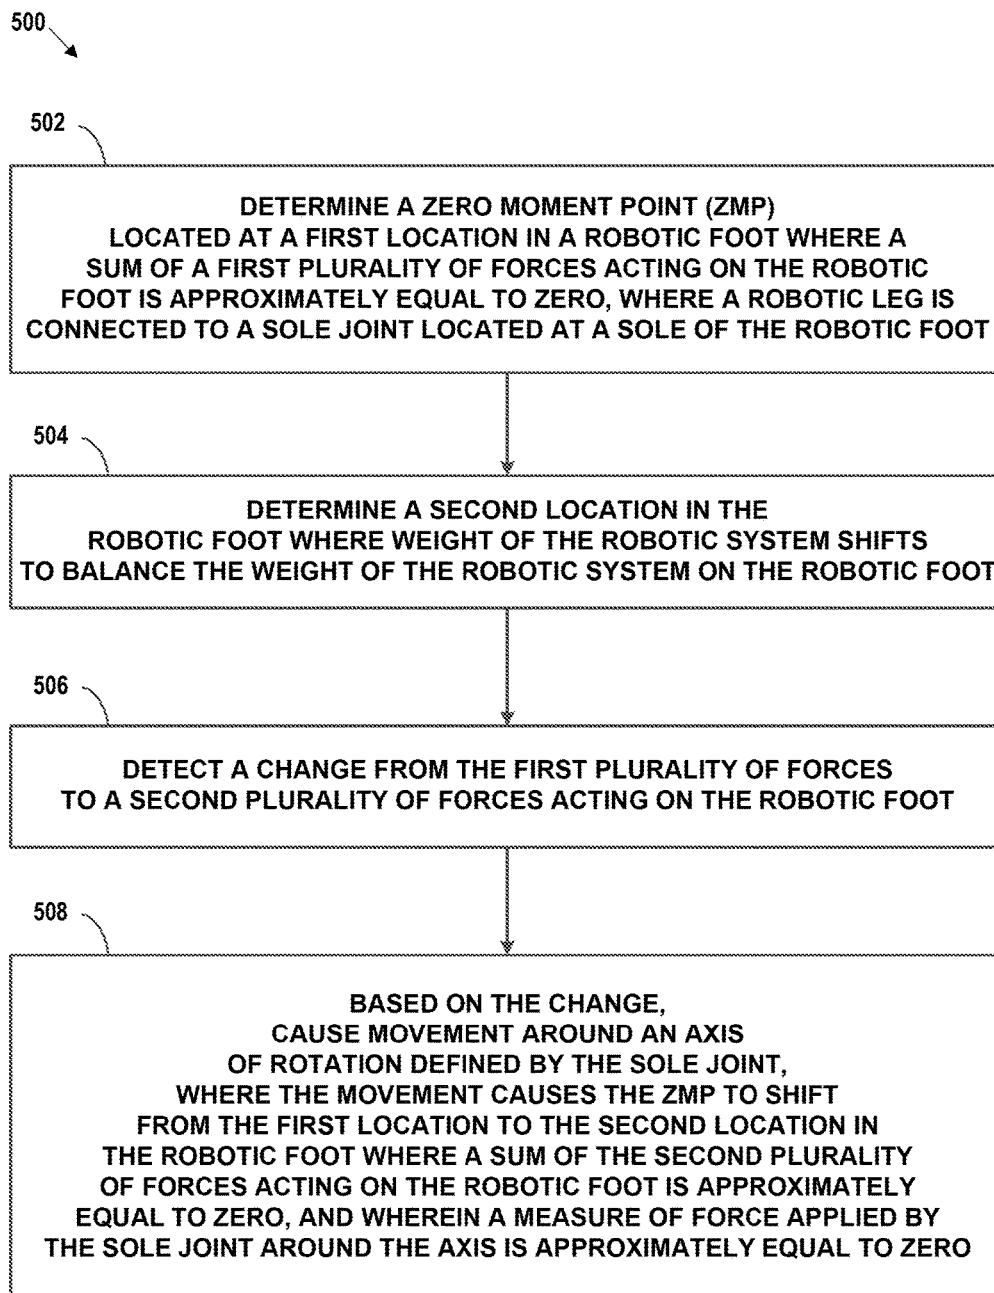 500
502
DETERMINE A ZERO MOMENT POINT (ZMP)
LOCATED AT A FIRST LOCATION IN A ROBOTIC FOOT WHERE A
SUM OF A FIRST PLURALITY OF FORCES ACTING ON THE ROBOTIC
FOOT IS APPROXIMATELY EQUAL TO ZERO, WHERE A ROBOTIC LEG IS
CONNECTED TO A SOLE JOINT LOCATED AT A SOLE OF THE ROBOTIC FOOT
504
DETERMINE A SECOND LOCATION IN THE
ROBOTIC FOOT WHERE WEIGHT OF THE ROBOTIC SYSTEM SHIFTS
TO BALANCE THE WEIGHT OF THE ROBOTIC SYSTEM ON THE ROBOTIC FOOT
506
DETECT A CHANGE FROM THE FIRST PLURALITY OF FORCES
TO A SECOND PLURALITY OF FORCES ACTING ON THE ROBOTIC FOOT
508
BASED ON THE CHANGE,
CAUSE MOVEMENT AROUND AN AXIS
OF ROTATION DEFINED BY THE SOLE JOINT,
WHERE THE MOVEMENT CAUSES THE ZMP TO SHIFT
FROM THE FIRST LOCATION TO THE SECOND LOCATION IN
THE ROBOTIC FOOT WHERE A SUM OF THE SECOND PLURALITY
OF FORCES ACTING ON THE ROBOTIC FOOT IS APPROXIMATELY
EQUAL TO ZERO, AND WHEREIN A MEASURE OF FORCE APPLIED BY
THE SOLE JOINT AROUND THE AXIS IS APPROXIMATELY EQUAL TO ZERO